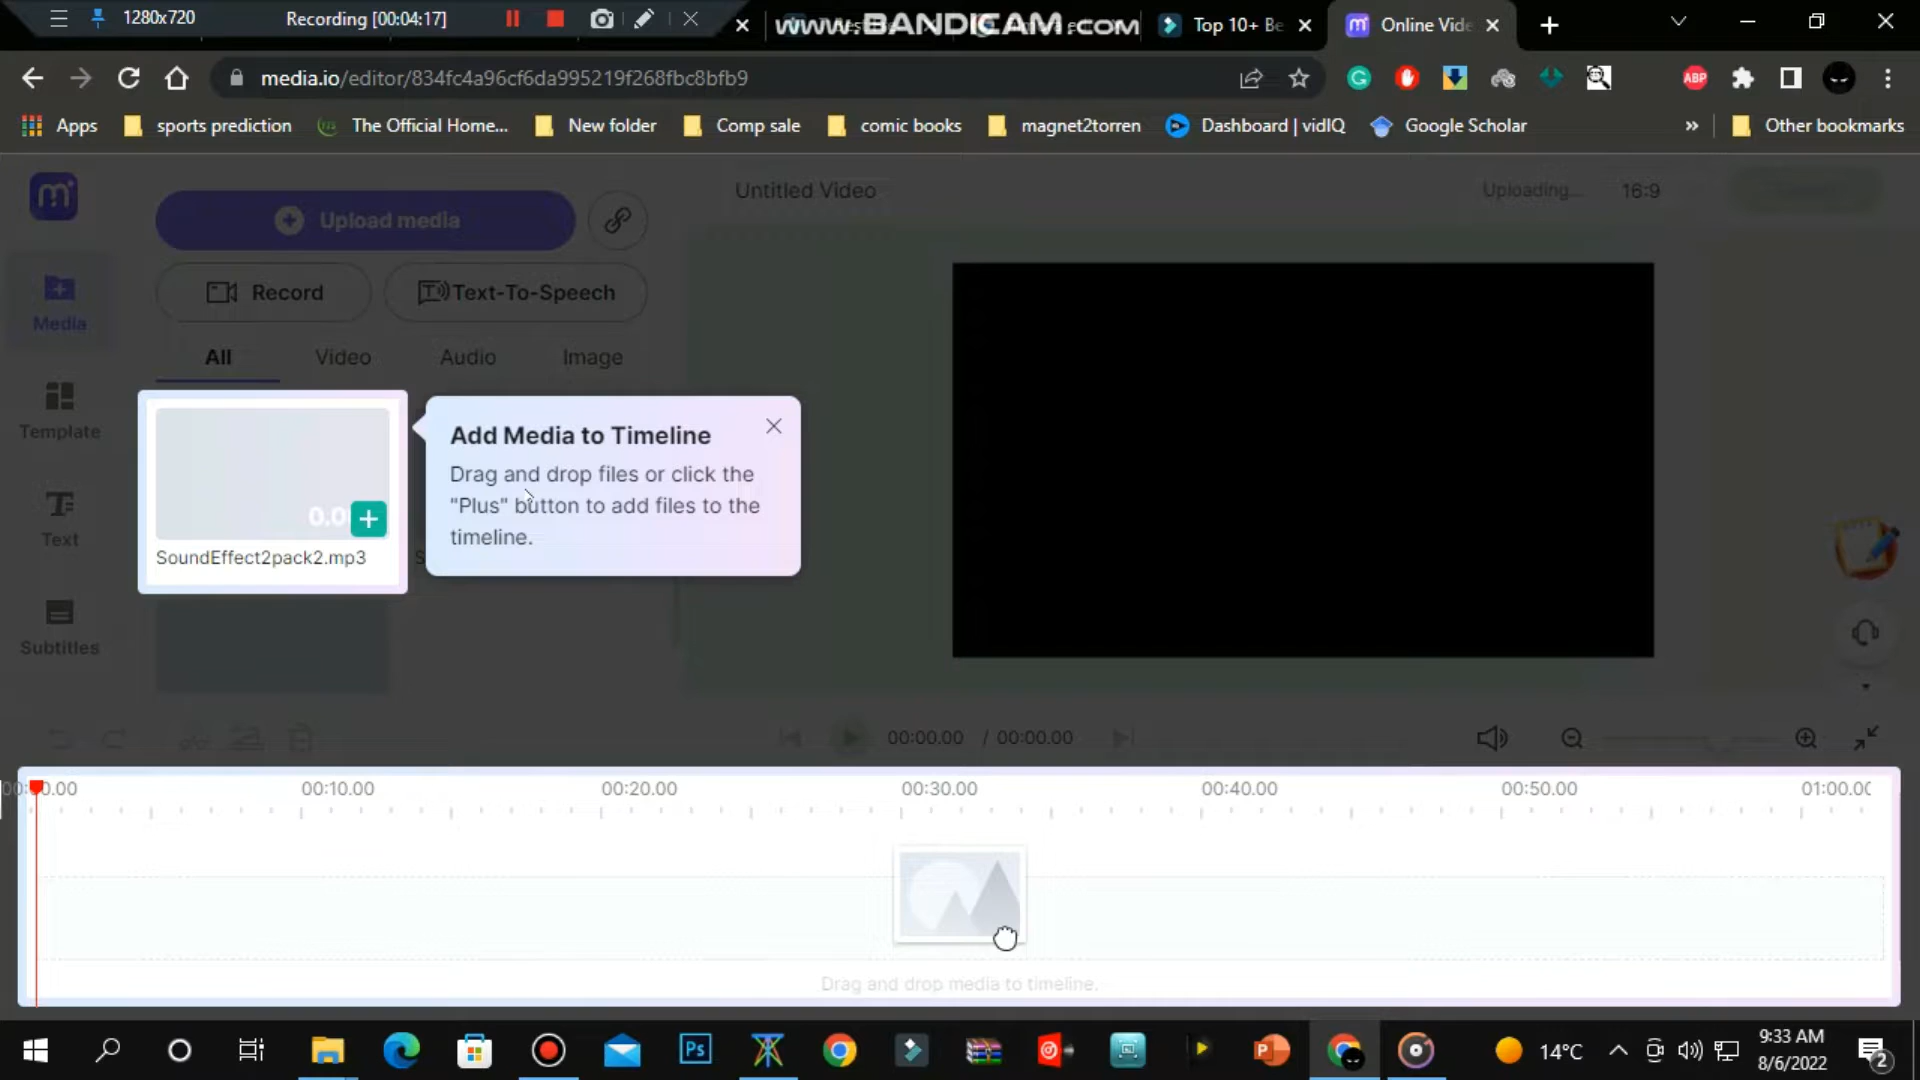 1280x720
Recording [00:04:17]
www.BANDICAM.com
Top 10+ Be
Online Vide
media.io/editor/834fc4a96cf6da995219f268fbc8bfb9
ABP
Apps
sports prediction
The Official Home...
New folder
Comp sale
comic books
magnet2torren
Dashboard | vidIQ
Google Scholar
»
Other bookmarks
Upload media
Untitled Video
Uploading...
16:9
Record
Text-To-Speech
Media
All
Video
Audio
Image
Template
Add Media to Timeline
Drag and drop files or click the
"Plus" button to add files to the
timeline.
SoundEffect2pack2.mp3
Text
Subtitles
00:00.00 / 00:00.00
00:10.00
00:20.00
00:30.00
00:40.00
00:50.00
Drag and drop media to timeline.
Ps
14°C
9:33 AM
8/6/2022
2